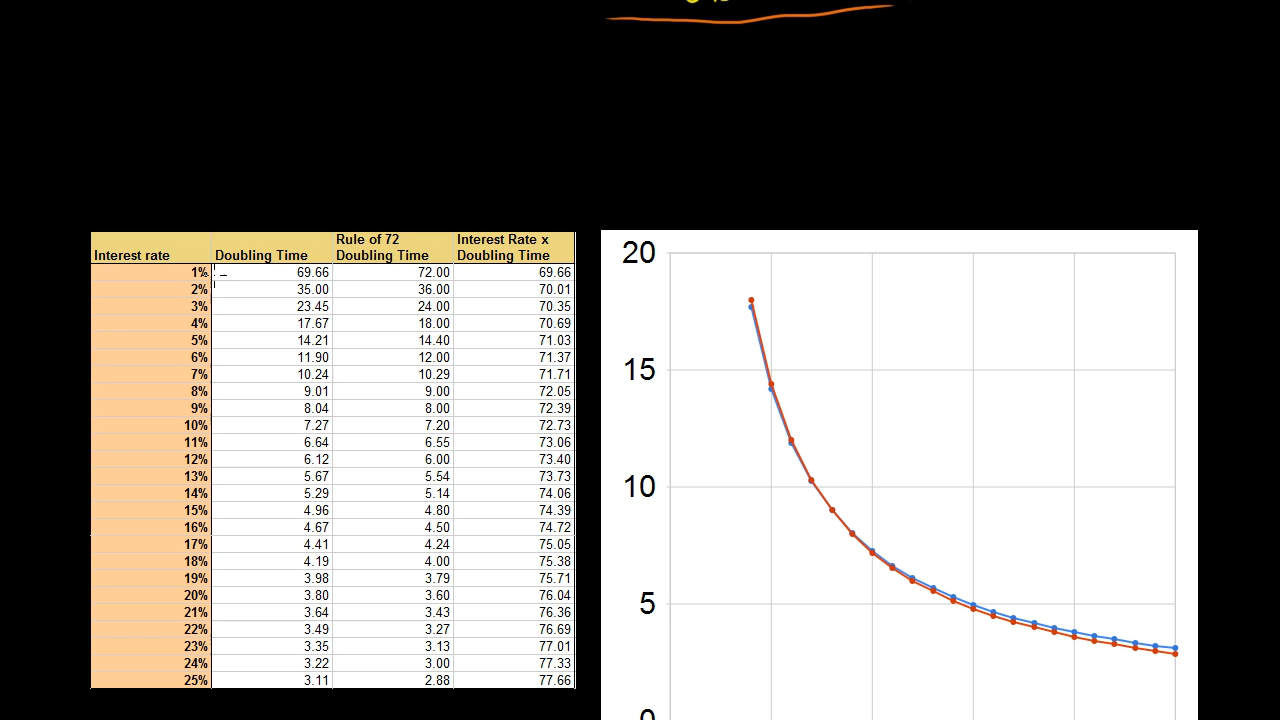 Interest rate Doubling Time Rule of 72 Doubling Time Interest Rate x Doubling Time
1% 69.66 72.00 69.66
2% 35.00 36.00 70.01
3% 23.45 24.00 70.35
4% 17.67 18.00 70.69
5% 14.21 14.40 71.03
6% 11.90 12.00 71.37
7% 10.24 10.29 71.71
8% 9.01 9.00 72.05
9% 8.04 8.00 72.39
10% 7.27 7.20 72.73
11% 6.64 6.55 73.06
12% 6.12 6.00 73.40
13% 5.67 5.54 73.73
14% 5.29 5.14 74.06
15% 4.96 4.80 74.39
16% 4.67 4.50 74.72
17% 4.41 4.24 75.05
18% 4.19 4.00 75.38
19% 3.98 3.79 75.71
20% 3.80 3.60 76.04
21% 3.64 3.43 76.36
22% 3.49 3.27 76.69
23% 3.35 3.13 77.01
24% 3.22 3.00 77.33
25% 3.11 2.88 77.66
20
15
10
5
0